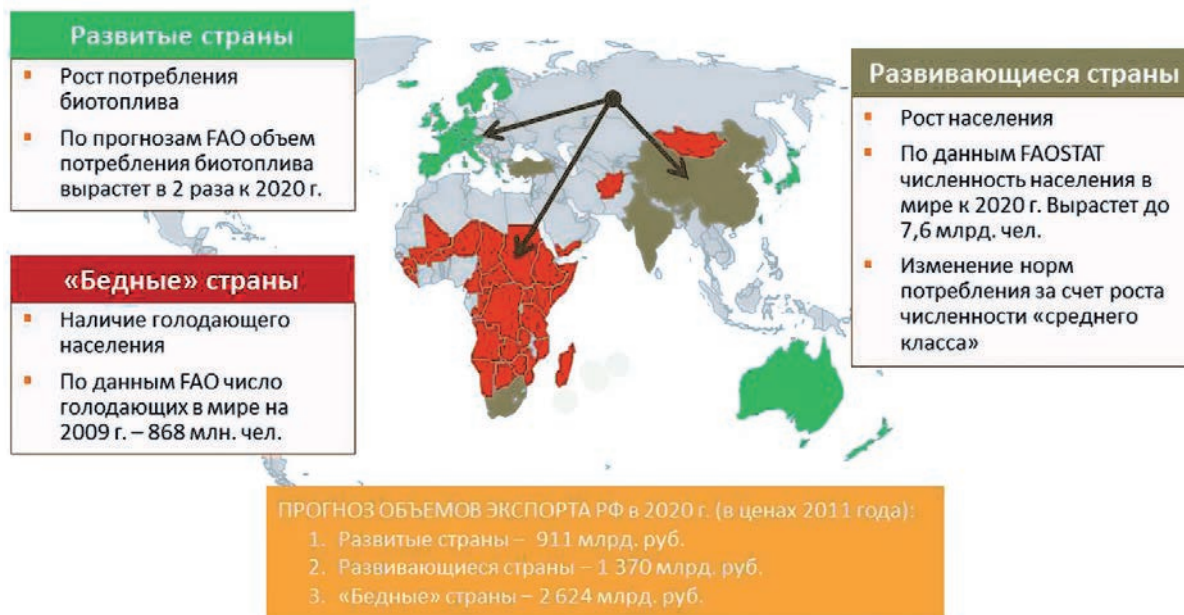 Развитые страны
Рост потребления
биотоплива
По прогнозам FAO объем
потребления биотоплива
вырастет в 2 раза к 2020 г.
«Бедные» страны
Наличие голодающего
населения
По данным FAO число
голодающих в мире на
2009 г. – 868 млн. чел.
Развивающиеся страны
Рост населения
По данным FAOSTAT
численность населения в
мире к 2020 г. Вырастет до
7,6 млрд. чел.
Изменение норм
потребления за счет роста
численности «среднего
класса»
ПРОГНОЗ ОБЪЕМОВ ЭКСПОРТА РФ в 2020 г. (в ценах 2011 года):
1. Развитые страны – 911 млрд. руб.
2. Развивающиеся страны – 1 370 млрд. руб.
3. «Бедные» страны – 2 624 млрд. руб.